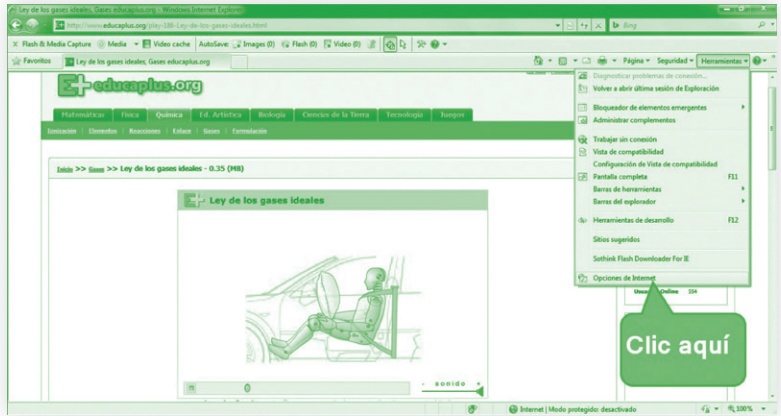 Ley de los gases ideales, Gases educaplus.org - Windows Internet Explorer
http://www.educaplus.org/play-188-Ley-de-los-gases-ideales.html
Bing
X Flash & Media Capture Media Video cache AutoSave: Images (0) Flash (0) Video (0)
Favoritos Ley de los gases ideales, Gases educaplus.org Página Seguridad Herramientas
educaplus.org
Matemáticas Física Química Ed. Artística Biología Ciencias de la Tierra Tecnología Juegos
Ionización | Elementos | Reacciones | Enlace | Gases | Formulación
Inicio >> Gases >> Ley de los gases ideales - 0.35 (MB)
Ley de los gases ideales
- sonido +
Diagnosticar problemas de conexión...
Volver a abrir última sesión de Exploración
Bloqueador de elementos emergentes
Administrar complementos
Trabajar sin conexión
Vista de compatibilidad
Configuración de Vista de compatibilidad
Pantalla completa F11
Barras de herramientas
Barras del explorador
Herramientas de desarrollo F12
Sitios sugeridos
Sothink Flash Downloader For IE
Opciones de Internet
Online 334
Clic aquí
Internet | Modo protegido: desactivado 100%